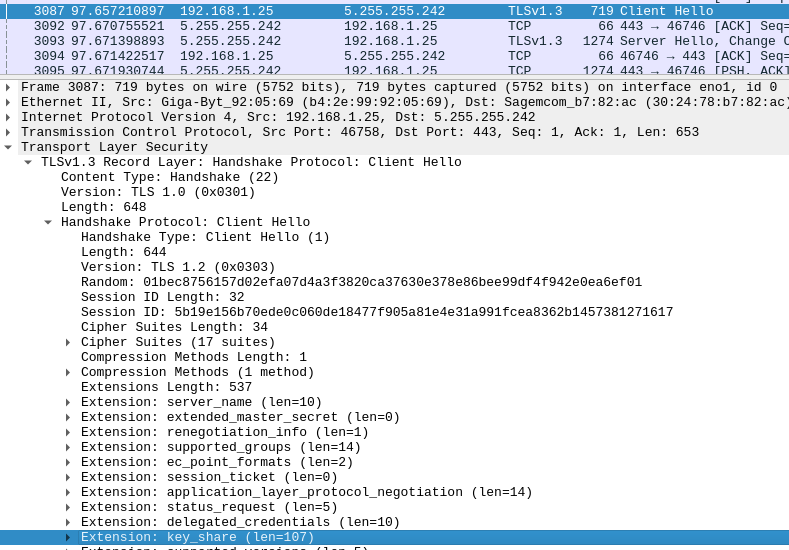 3087 97.657210897 192.168.1.25 5.255.255.242 TLSv1.3 719 Client Hello
3092 97.670755521 5.255.255.242 192.168.1.25 TCP 66 443 → 46758 [ACK] Seq=
3093 97.671398893 5.255.255.242 192.168.1.25 TLSv1.3 1274 Server Hello, Change C
3094 97.671422517 192.168.1.25 5.255.255.242 TCP 66 46746 → 443 [ACK] Seq=
3095 97.671930744 5.255.255.242 192.168.1.25 TCP 1274 443 → 46746 [PSH, ACK]
Frame 3087: 719 bytes on wire (5752 bits), 719 bytes captured (5752 bits) on interface eno1, id 0
Ethernet II, Src: Giga-Byt_92:05:69 (b4:2e:99:92:05:69), Dst: Sagemcom_b7:82:ac (30:24:78:b7:82:ac)
Internet Protocol Version 4, Src: 192.168.1.25, Dst: 5.255.255.242
Transmission Control Protocol, Src Port: 46758, Dst Port: 443, Seq: 1, Ack: 1, Len: 653
Transport Layer Security
TLSv1.3 Record Layer: Handshake Protocol: Client Hello
Content Type: Handshake (22)
Version: TLS 1.0 (0x0301)
Length: 648
Handshake Protocol: Client Hello
Handshake Type: Client Hello (1)
Length: 644
Version: TLS 1.2 (0x0303)
Random: 01bec8756157d02efa07d4a3f3820ca37630e378e86bee99df4f942e0ea6ef01
Session ID Length: 32
Session ID: 5b19e156b70ede0c060de18477f905a81e4e31a991fcea8362b1457381271617
Cipher Suites Length: 34
Cipher Suites (17 suites)
Compression Methods Length: 1
Compression Methods (1 method)
Extensions Length: 537
Extension: server_name (len=10)
Extension: extended_master_secret (len=0)
Extension: renegotiation_info (len=1)
Extension: supported_groups (len=14)
Extension: ec_point_formats (len=2)
Extension: session_ticket (len=0)
Extension: application_layer_protocol_negotiation (len=14)
Extension: status_request (len=5)
Extension: delegated_credentials (len=10)
Extension: key_share (len=107)
Extension: supported_versions (len=5)